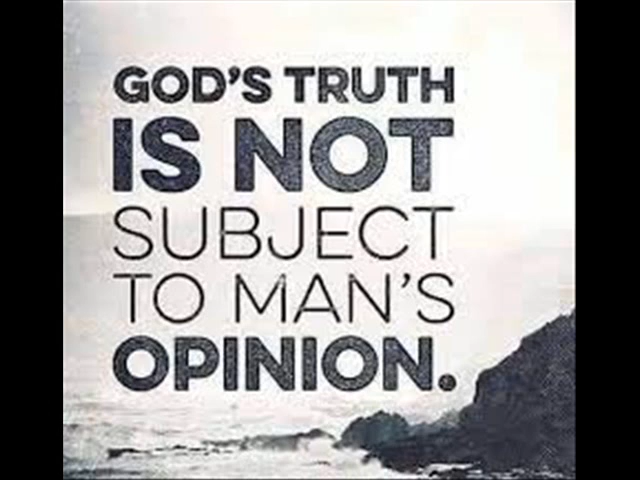 GOD'S TRUTH
IS NOT
SUBJECT
TO MAN'S
OPINION.